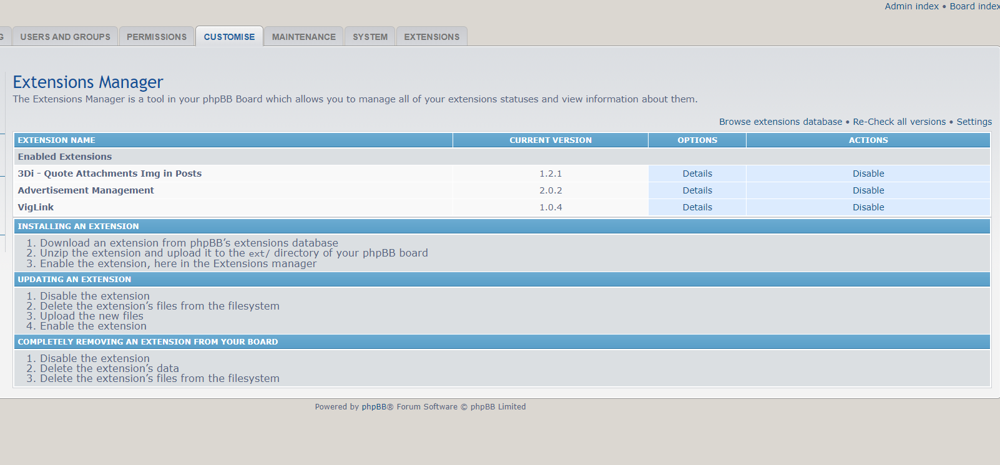 Admin index • Board index
G
USERS AND GROUPS
PERMISSIONS
CUSTOMISE
MAINTENANCE
SYSTEM
EXTENSIONS
Extensions Manager
The Extensions Manager is a tool in your phpBB Board which allows you to manage all of your extensions statuses and view information about them.
Browse extensions database • Re-Check all versions • Settings
EXTENSION NAME CURRENT VERSION OPTIONS ACTIONS
Enabled Extensions
3Di - Quote Attachments Img in Posts 1.2.1 Details Disable
Advertisement Management 2.0.2 Details Disable
VigLink 1.0.4 Details Disable
INSTALLING AN EXTENSION
1. Download an extension from phpBB’s extensions database
2. Unzip the extension and upload it to the ext/ directory of your phpBB board
3. Enable the extension, here in the Extensions manager
UPDATING AN EXTENSION
1. Disable the extension
2. Delete the extension’s files from the filesystem
3. Upload the new files
4. Enable the extension
COMPLETELY REMOVING AN EXTENSION FROM YOUR BOARD
1. Disable the extension
2. Delete the extension’s data
3. Delete the extension’s files from the filesystem
Powered by phpBB® Forum Software © phpBB Limited